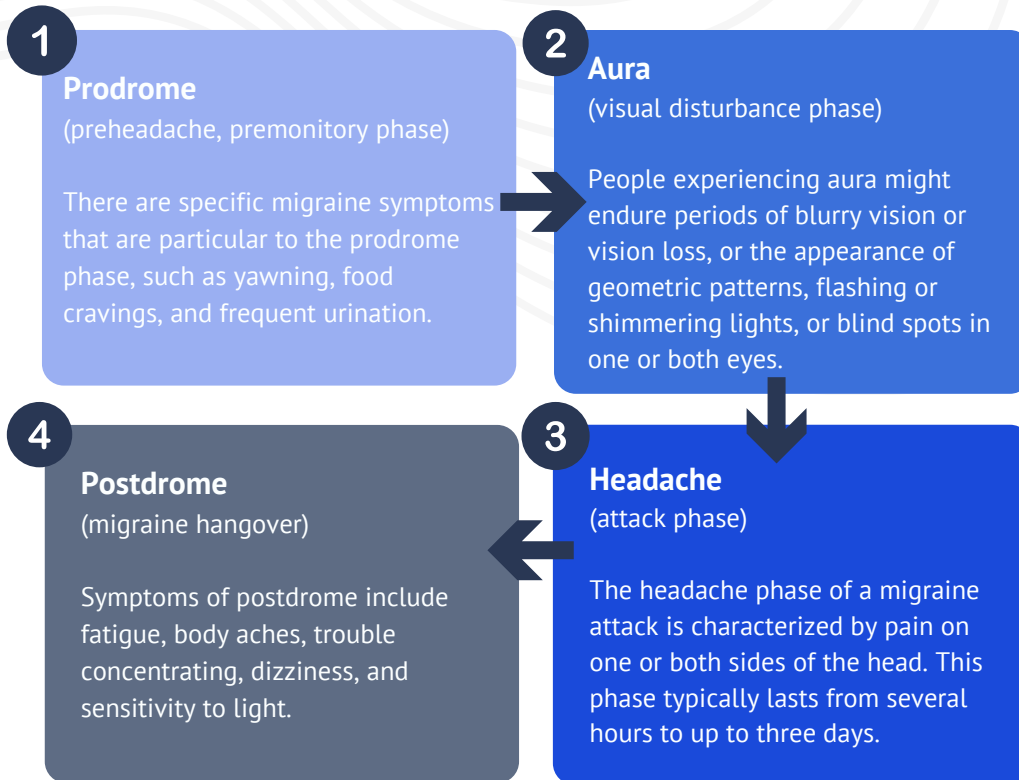 1
Prodrome
(preheadache, premonitory phase)
There are specific migraine symptoms
that are particular to the prodrome
phase, such as yawning, food
cravings, and frequent urination.
2
Aura
(visual disturbance phase)
People experiencing aura might
endure periods of blurry vision or
vision loss, or the appearance of
geometric patterns, flashing or
shimmering lights, or blind spots in
one or both eyes.
3
Headache
(attack phase)
The headache phase of a migraine
attack is characterized by pain on
one or both sides of the head. This
phase typically lasts from several
hours to up to three days.
4
Postdrome
(migraine hangover)
Symptoms of postdrome include
fatigue, body aches, trouble
concentrating, dizziness, and
sensitivity to light.